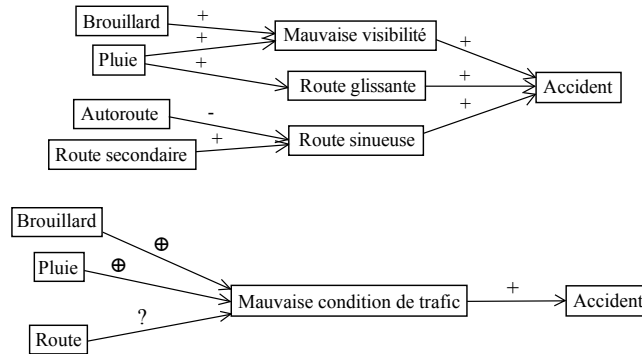 Brouillard
+
Mauvaise visibilité
+
Pluie
+
+
Route glissante
+
Accident
Autoroute
-
+
Route secondaire
+
Route sinueuse
Brouillard
⊕
Pluie
⊕
Mauvaise condition de trafic
+
Accident
Route
?